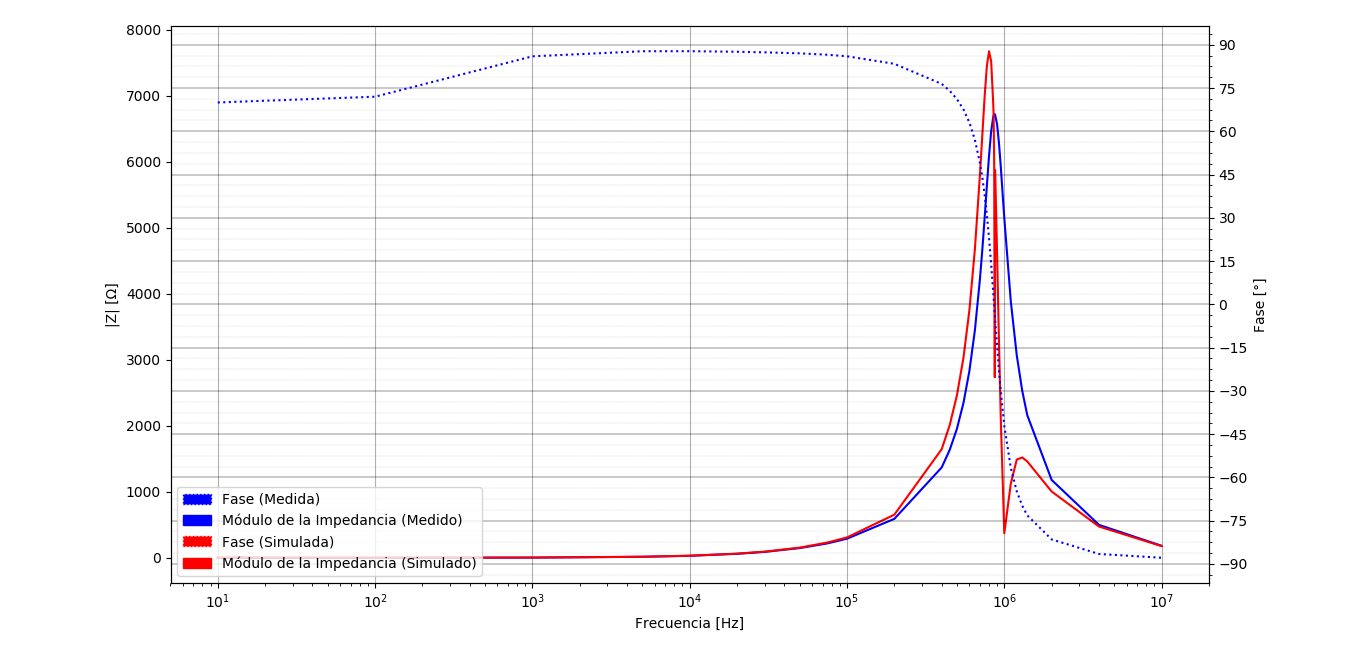 8000
7000
6000
5000
4000
3000
2000
1000
0
|Z| [Ω]
90
75
60
45
30
15
0
−15
−30
−45
−60
−75
−90
Fase [°]
Fase (Medida)
Módulo de la Impedancia (Medido)
Fase (Simulada)
Módulo de la Impedancia (Simulado)
10¹ 10² 10³ 10⁴ 10⁵ 10⁶ 10⁷
Frecuencia [Hz]